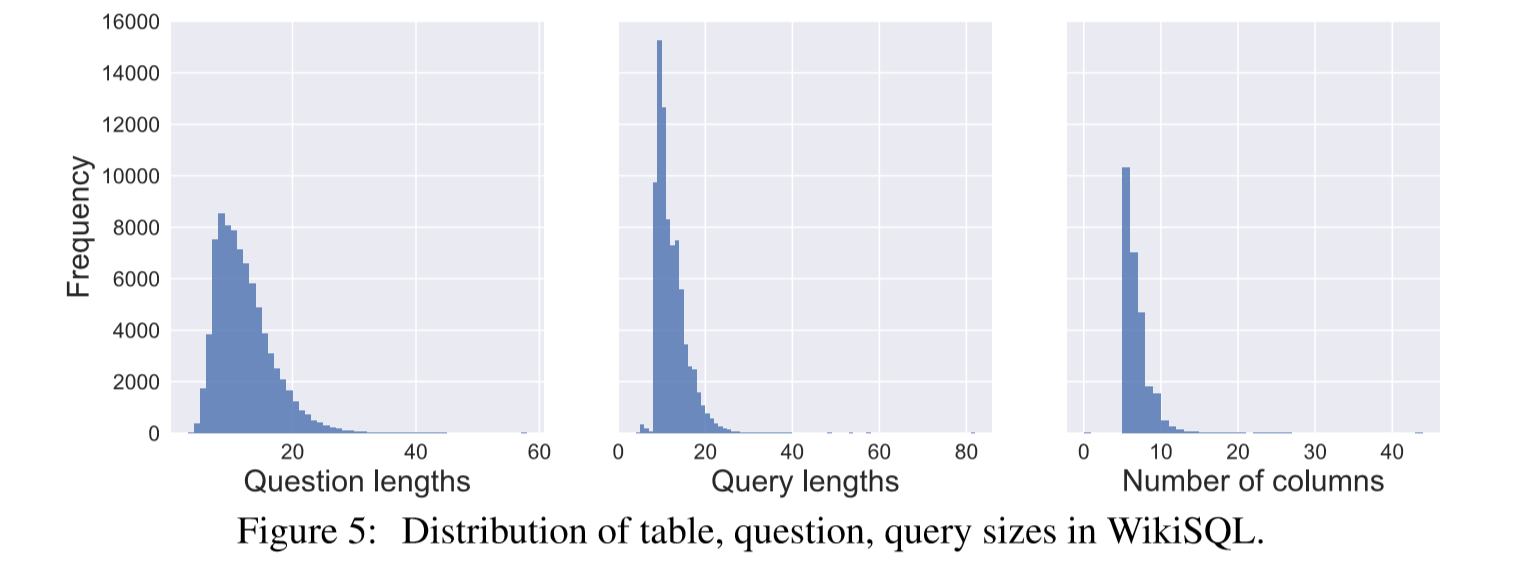 16000
14000
12000
10000
8000
6000
4000
2000
0
Frequency
20 40 60
Question lengths
0 20 40 60 80
Query lengths
0 10 20 30 40
Number of columns
Figure 5: Distribution of table, question, query sizes in WikiSQL.